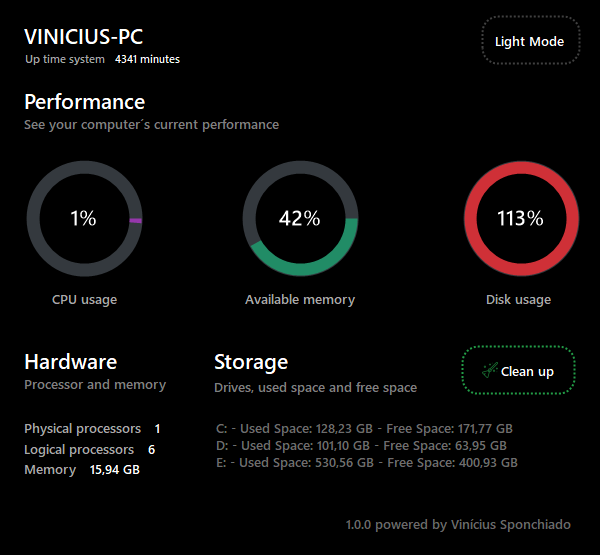 VINICIUS-PC
Light Mode
Up time system 4341 minutes
Performance
See your computer´s current performance
1%
42%
113%
CPU usage
Available memory
Disk usage
Hardware
Processor and memory
Storage
Drives, used space and free space
Clean up
Physical processors 1
Logical processors 6
Memory 15,94 GB
C: - Used Space: 128,23 GB - Free Space: 171,77 GB
D: - Used Space: 101,10 GB - Free Space: 63,95 GB
E: - Used Space: 530,56 GB - Free Space: 400,93 GB
1.0.0 powered by Vinícius Sponchiado